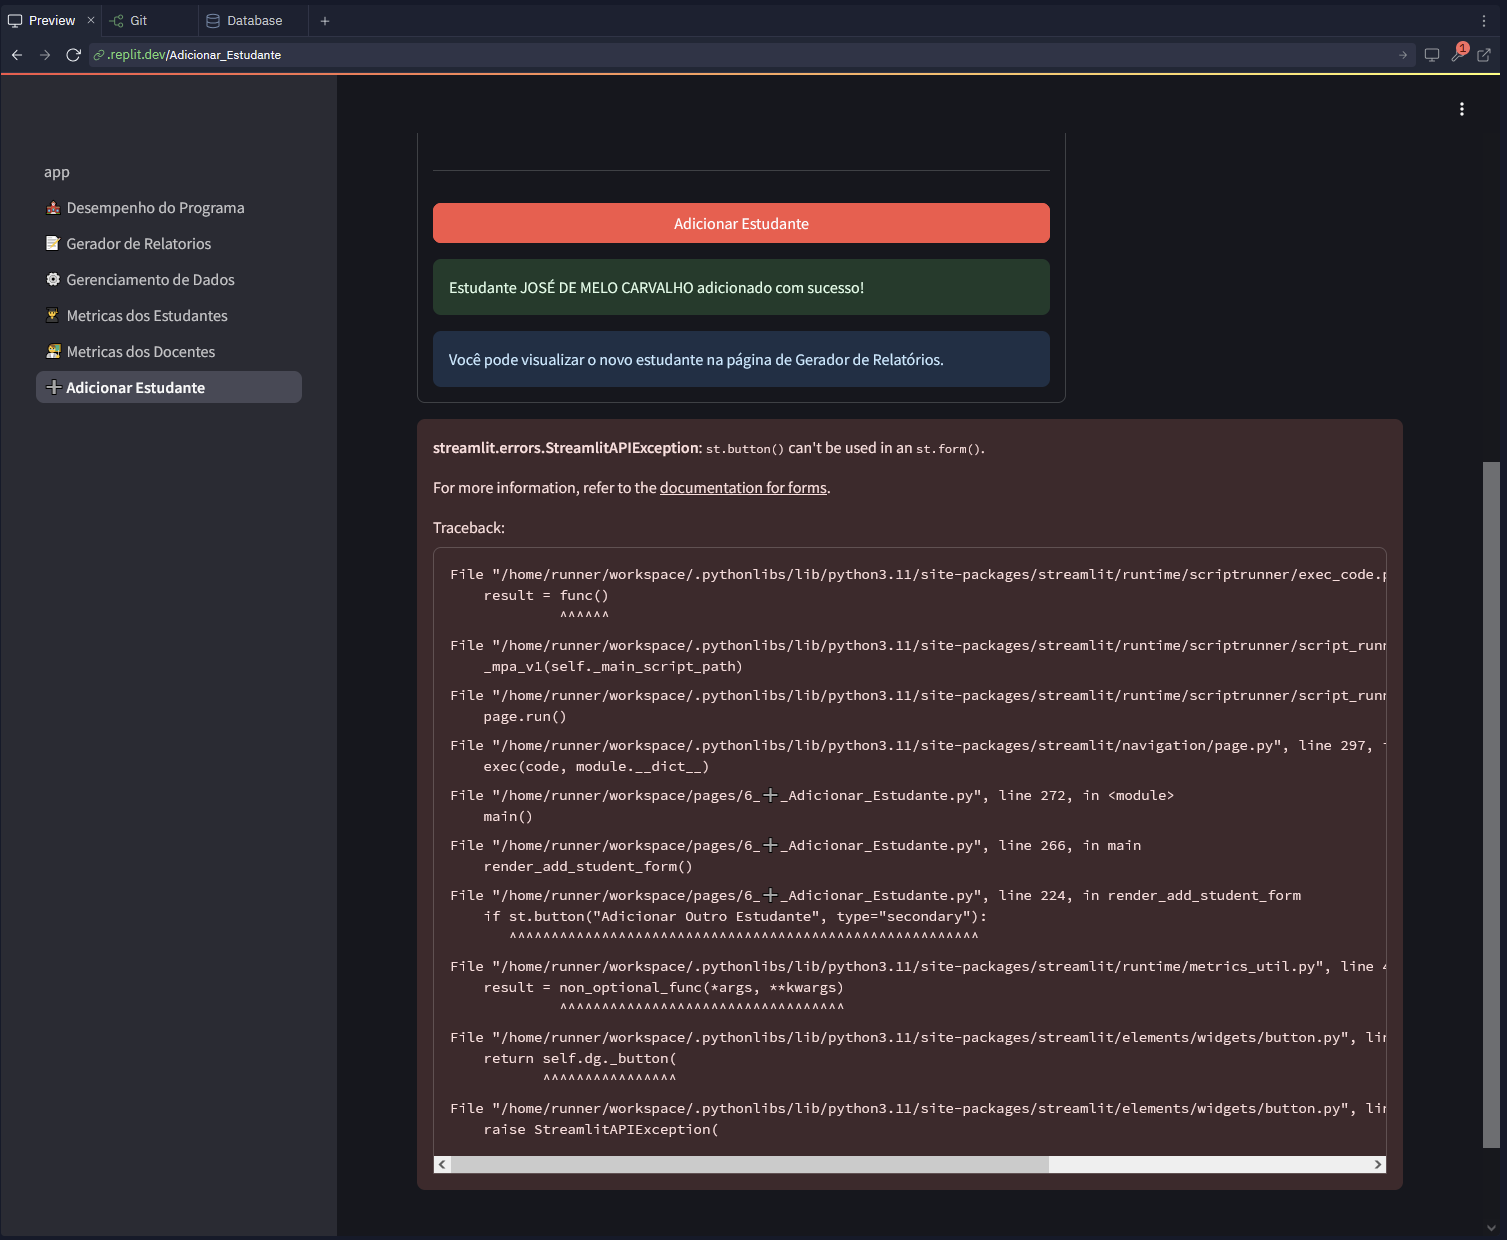 Preview
Git
Database
.replit.dev/Adicionar_Estudante
1
app
Desempenho do Programa
Gerador de Relatorios
Gerenciamento de Dados
Metricas dos Estudantes
Metricas dos Docentes
Adicionar Estudante
Adicionar Estudante
Estudante JOSÉ DE MELO CARVALHO adicionado com sucesso!
Você pode visualizar o novo estudante na página de Gerador de Relatórios.
streamlit.errors.StreamlitAPIException: st.button() can't be used in an st.form().
For more information, refer to the documentation for forms.
Traceback:
File "/home/runner/workspace/.pythonlibs/lib/python3.11/site-packages/streamlit/runtime/scriptrunner/exec_code.p
result = func()
^^^^^^
File "/home/runner/workspace/.pythonlibs/lib/python3.11/site-packages/streamlit/runtime/scriptrunner/script_runn
_mpa_v1(self._main_script_path)
File "/home/runner/workspace/.pythonlibs/lib/python3.11/site-packages/streamlit/runtime/scriptrunner/script_runn
page.run()
File "/home/runner/workspace/.pythonlibs/lib/python3.11/site-packages/streamlit/navigation/page.py", line 297,
exec(code, module.__dict__)
File "/home/runner/workspace/pages/6_➕_Adicionar_Estudante.py", line 272, in <module>
main()
File "/home/runner/workspace/pages/6_➕_Adicionar_Estudante.py", line 266, in main
render_add_student_form()
File "/home/runner/workspace/pages/6_➕_Adicionar_Estudante.py", line 224, in render_add_student_form
if st.button("Adicionar Outro Estudante", type="secondary"):
^^^^^^^^^^^^^^^^^^^^^^^^^^^^^^^^^^^^^^^^^^^^^^^^^^^^^^^^
File "/home/runner/workspace/.pythonlibs/lib/python3.11/site-packages/streamlit/runtime/metrics_util.py", line 4
result = non_optional_func(*args, **kwargs)
^^^^^^^^^^^^^^^^^^^^^^^^^^^^^^^^^^
File "/home/runner/workspace/.pythonlibs/lib/python3.11/site-packages/streamlit/elements/widgets/button.py", lin
return self.dg._button(
^^^^^^^^^^^^^^^^
File "/home/runner/workspace/.pythonlibs/lib/python3.11/site-packages/streamlit/elements/widgets/button.py", lin
raise StreamlitAPIException(